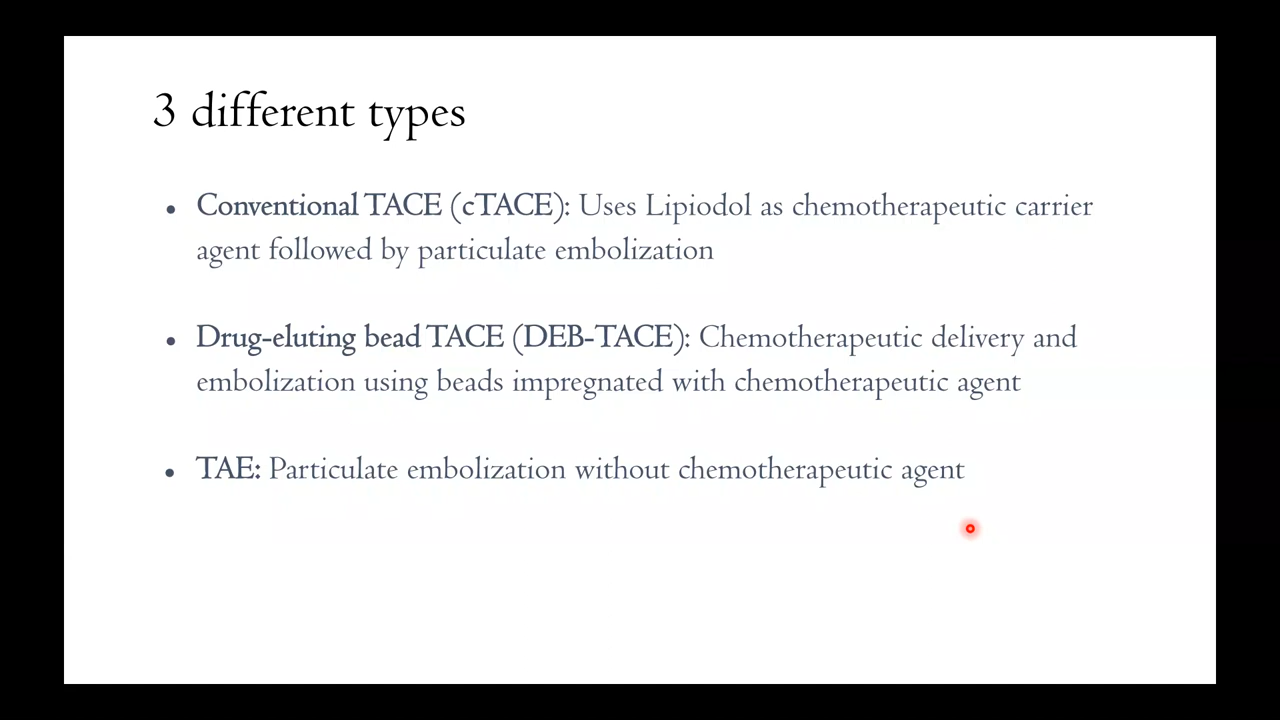 3 different types
• Conventional TACE (cTACE): Uses Lipiodol as chemotherapeutic carrier
agent followed by particulate embolization
• Drug-eluting bead TACE (DEB-TACE): Chemotherapeutic delivery and
embolization using beads impregnated with chemotherapeutic agent
• TAE: Particulate embolization without chemotherapeutic agent